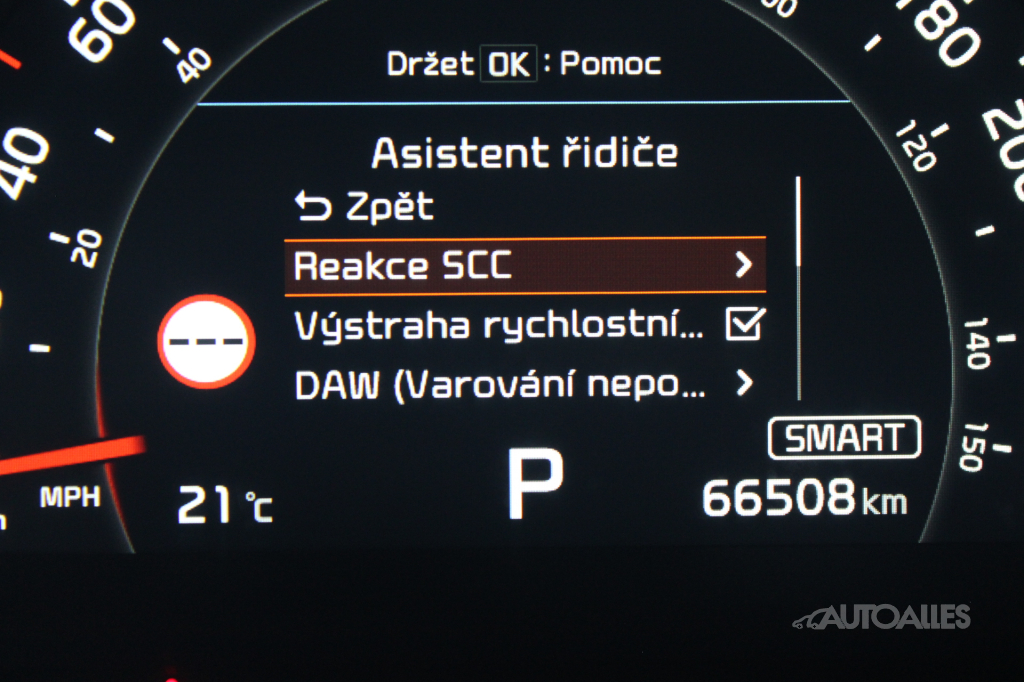 60
40
180
Držet OK : Pomoc
40
20
120
Asistent řidiče
Zpět
Reakce SCC
Výstraha rychlostní...
DAW (Varování nepo...
20
140
150
SMART
MPH
21 °C
P
66508 km
AUTOALLES